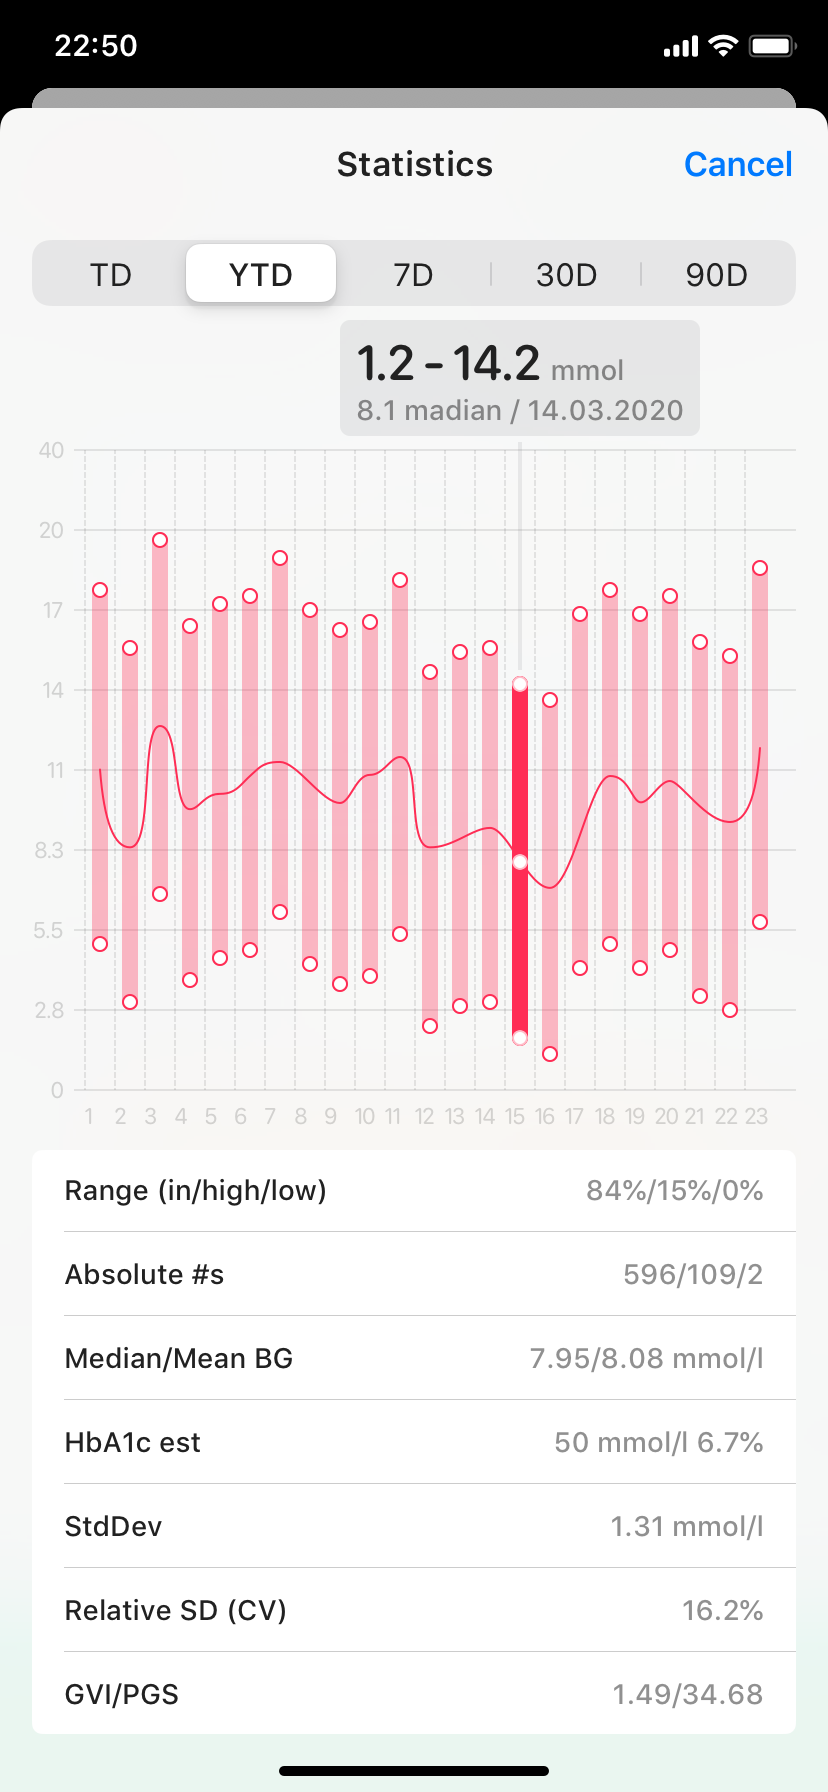 22:50
Statistics
Cancel
TD YTD 7D 30D 90D
1.2 – 14.2 mmol
8.1 madian / 14.03.2020
40
20
17
14
11
8.3
5.5
2.8
0
1 2 3 4 5 6 7 8 9 10 11 12 13 14 15 16 17 18 19 20 21 22 23
Range (in/high/low) 84%/15%/0%
Absolute #s 596/109/2
Median/Mean BG 7.95/8.08 mmol/l
HbA1c est 50 mmol/l 6.7%
StdDev 1.31 mmol/l
Relative SD (CV) 16.2%
GVI/PGS 1.49/34.68